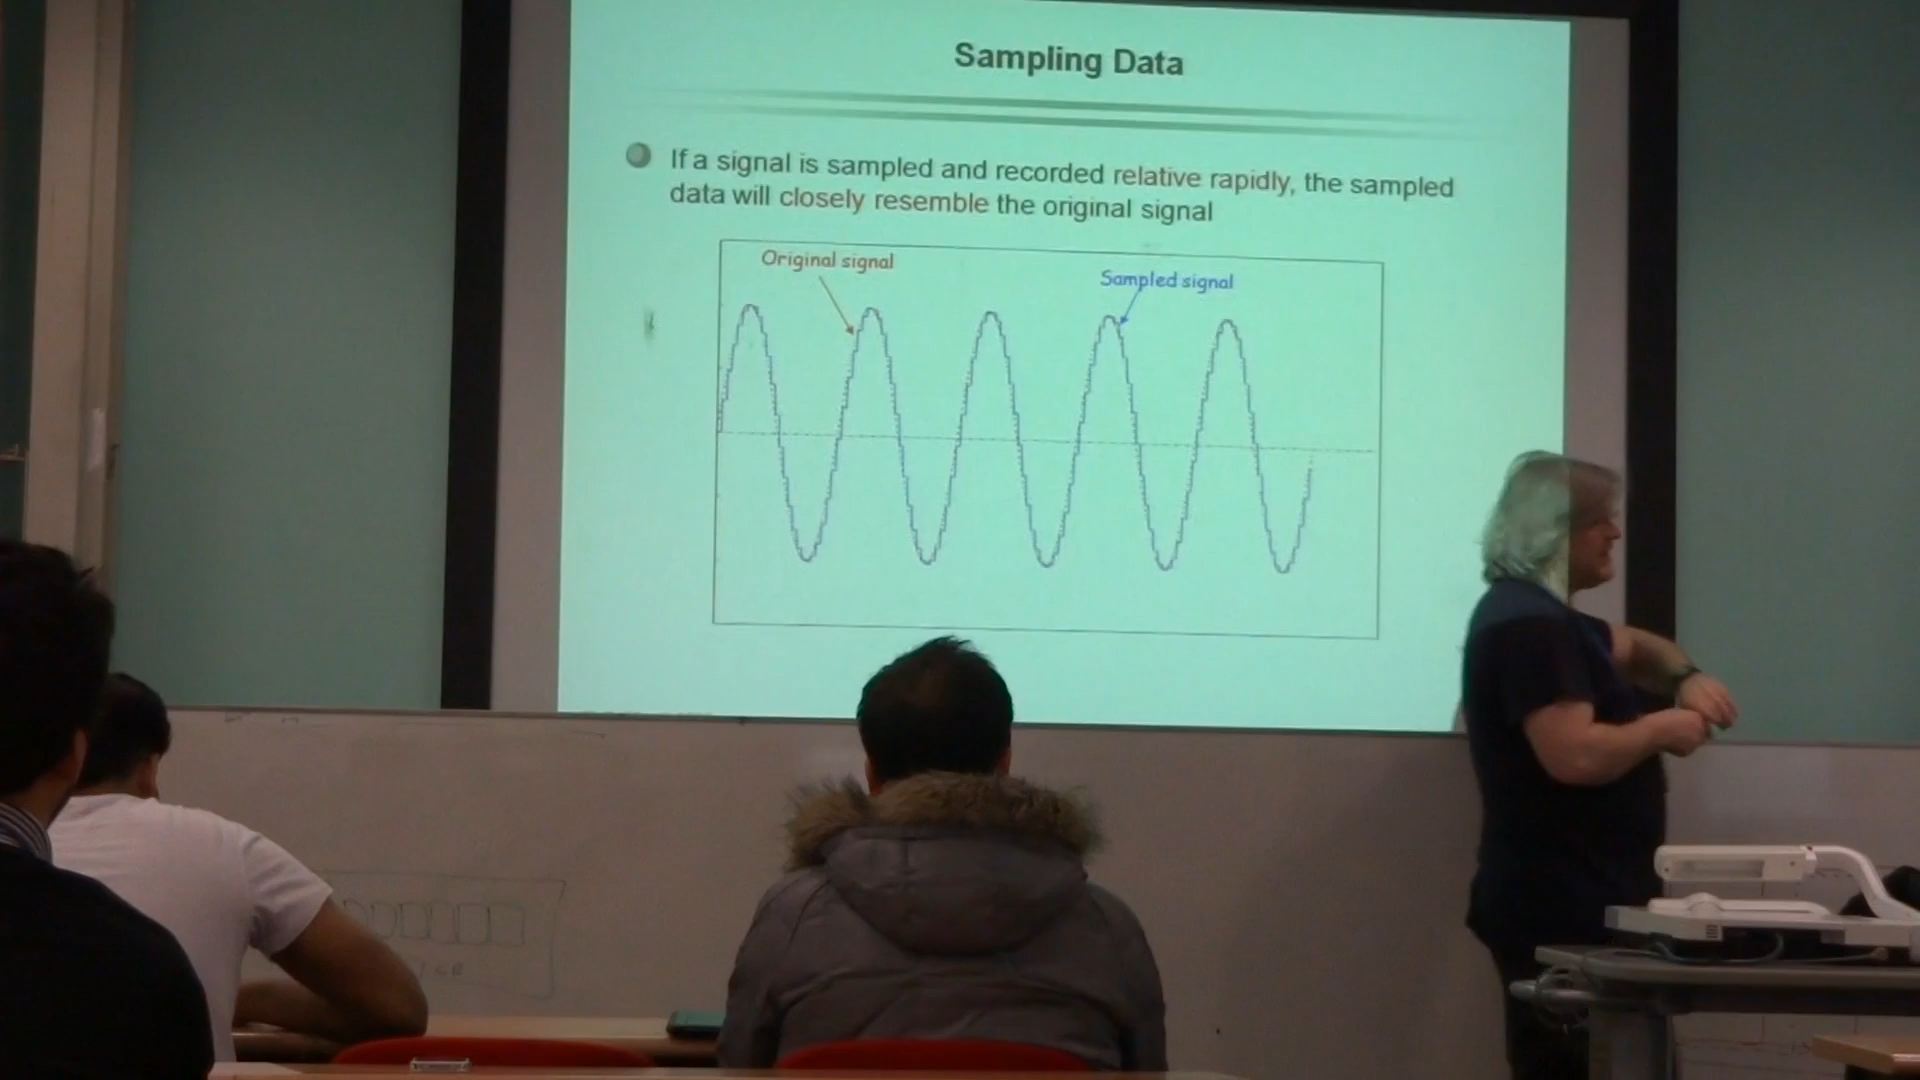 Sampling Data
If a signal is sampled and recorded relative rapidly, the sampled
data will closely resemble the original signal
Original signal
Sampled signal